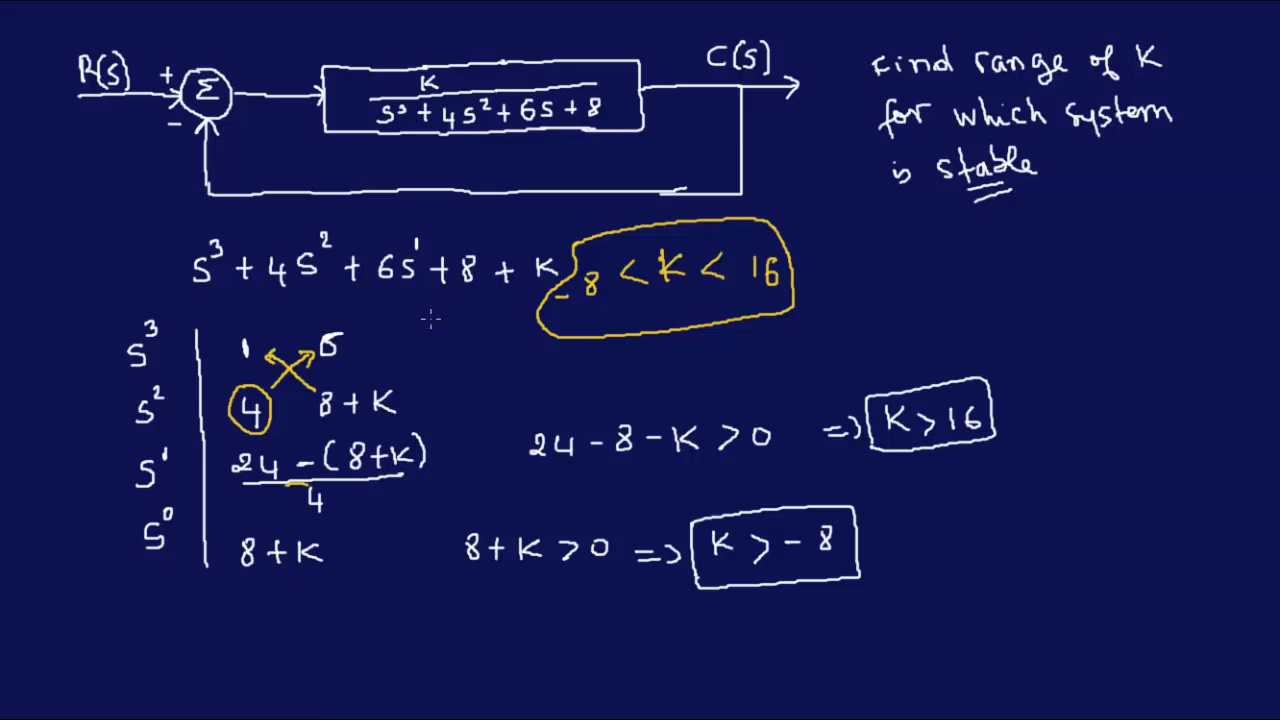 R(S) + Σ - K / S³ + 4S² + 6S + 8 C(S)
Find range of K
for which system
is stable
S³ + 4S² + 6S¹ + 8 + K
-8 < K < 16
S³ 1 6
S² 4 8 + K
S¹ 24 - (8+K) / 4 24 - 8 - K > 0 => K > 16
S⁰ 8 + K 8 + K > 0 => K > - 8